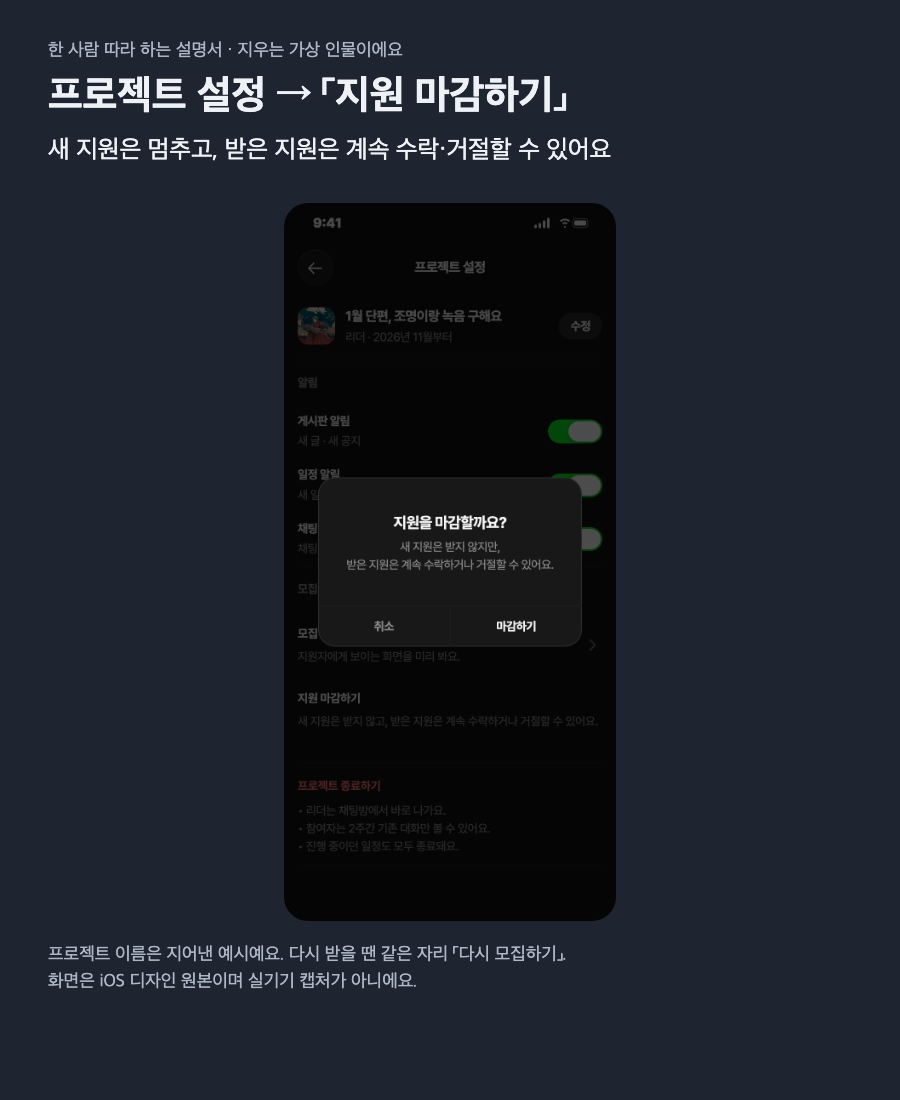 한 사람 따라 하는 설명서 · 지우는 가상 인물이에요
프로젝트 설정 → 「지원 마감하기」
새 지원은 멈추고, 받은 지원은 계속 수락·거절할 수 있어요
9:41
프로젝트 설정
1월 단편, 조명이랑 녹음 구해요
리더 · 2026년 11월부터
수정
알림
게시판 알림
새 글 · 새 공지
일정 알림
새 일
채팅
채팅
지원을 마감할까요?
새 지원은 받지 않지만,
받은 지원은 계속 수락하거나 거절할 수 있어요.
취소
마감하기
모집
모집
지원자에게 보이는 화면을 미리 봐요.
지원 마감하기
새 지원은 받지 않고, 받은 지원은 계속 수락하거나 거절할 수 있어요.
프로젝트 종료하기
• 리더는 채팅방에서 바로 나가요.
• 참여자는 2주간 기존 대화만 볼 수 있어요.
• 진행 중이던 일정도 모두 종료돼요.
프로젝트 이름은 지어낸 예시예요. 다시 받을 땐 같은 자리 「다시 모집하기」.
화면은 iOS 디자인 원본이며 실기기 캡처가 아니에요.